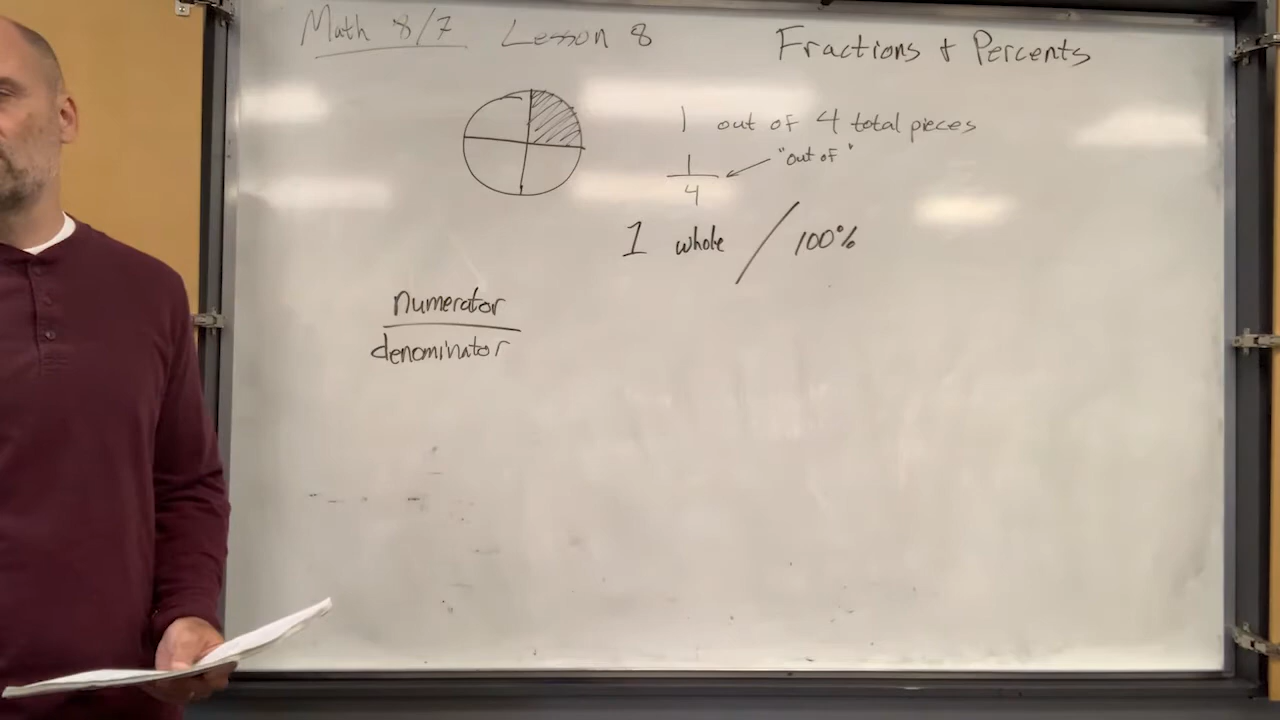 Math 8/7 Lesson 8 Fractions + Percents
1 out of 4 total pieces
1
4
"out of"
1 whole / 100%
numerator
denominator